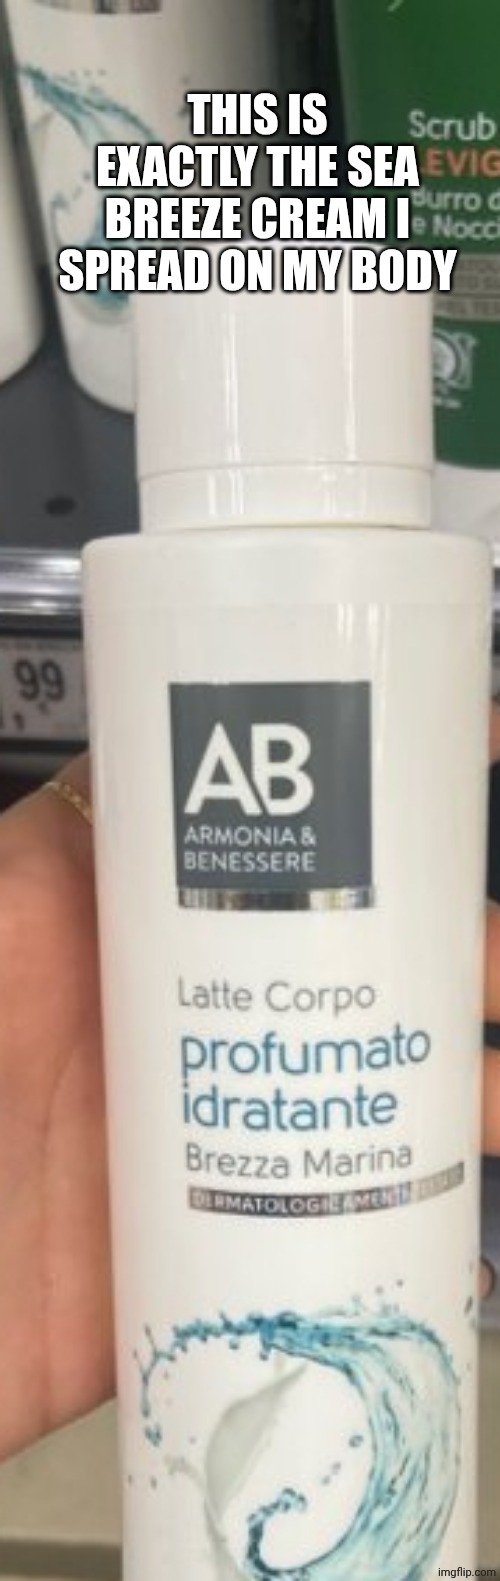 THIS IS
EXACTLY THE SEA
BREEZE CREAM I
SPREAD ON MY BODY
Scrub
99
AB
ARMONIA &
BENESSERE
Latte Corpo
profumato
idratante
Brezza Marina
imgflip.com